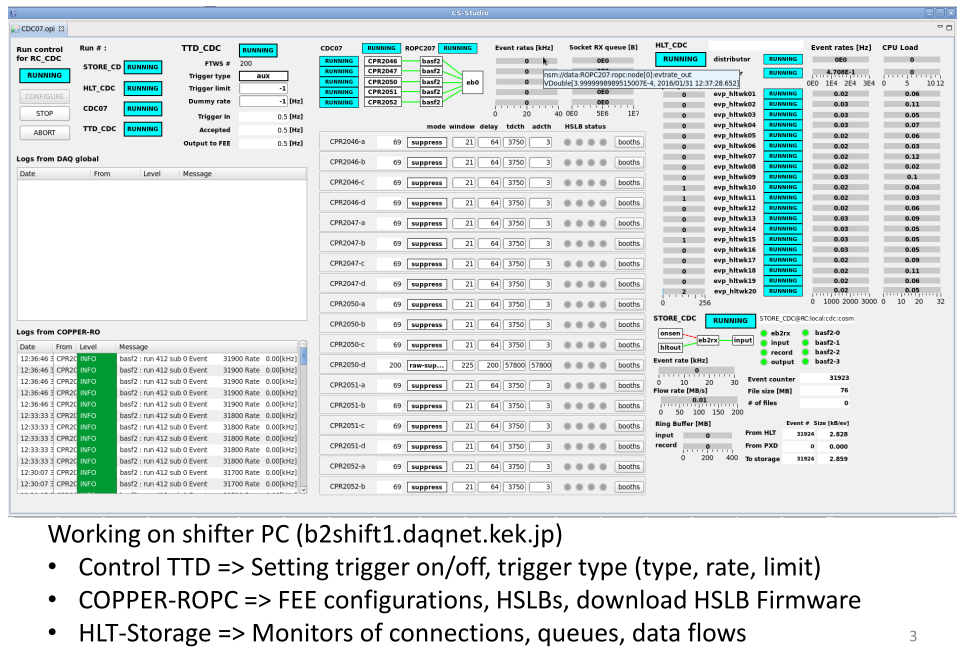 CS-Studio
CDC07.opi
Run control
for RC_CDC
RUNNING
CONFIGURE
STOP
ABORT
Run # :
STORE_CD RUNNING
HLT_CDC RUNNING
CDC07 RUNNING
TTD_CDC RUNNING
TTD_CDC RUNNING
FTWS # 200
Trigger type aux
Trigger limit -1
Dummy rate -1 [Hz]
Trigger In 0.5 [Hz]
Accepted 0.5 [Hz]
Output to FEE 0.5 [Hz]
Logs from DAQ global
Date From Level Message
Logs from COPPER-RO
Date From Level Message
12:36:46 3 CPR20 INFO basf2 : run 412 sub 0 Event 31900 Rate 0.00[kHz]
12:36:46 3 CPR20 INFO basf2 : run 412 sub 0 Event 31900 Rate 0.00[kHz]
12:36:46 3 CPR20 INFO basf2 : run 412 sub 0 Event 31900 Rate 0.00[kHz]
12:36:46 3 CPR20 INFO basf2 : run 412 sub 0 Event 31900 Rate 0.00[kHz]
12:36:46 3 CPR20 INFO basf2 : run 412 sub 0 Event 31900 Rate 0.00[kHz]
12:33:33 3 CPR20 INFO basf2 : run 412 sub 0 Event 31800 Rate 0.00[kHz]
12:33:33 3 CPR20 INFO basf2 : run 412 sub 0 Event 31800 Rate 0.00[kHz]
12:33:33 3 CPR20 INFO basf2 : run 412 sub 0 Event 31800 Rate 0.00[kHz]
12:33:33 3 CPR20 INFO basf2 : run 412 sub 0 Event 31800 Rate 0.00[kHz]
12:33:33 3 CPR20 INFO basf2 : run 412 sub 0 Event 31800 Rate 0.00[kHz]
12:30:07 3 CPR20 INFO basf2 : run 412 sub 0 Event 31700 Rate 0.00[kHz]
12:30:07 3 CPR20 INFO basf2 : run 412 sub 0 Event 31700 Rate 0.00[kHz]
CDC07 RUNNING ROPC207 RUNNING
RUNNING CPR2046 basf2
RUNNING CPR2047 basf2
RUNNING CPR2050 basf2 eb0
RUNNING CPR2051 basf2
RUNNING CPR2052 basf2
Event rates [kHz] Socket RX queue [B]
0 0E0
0
0
0 0E0
0 0E0
0 20 40 0E0 5E6 1E7
nsm://data:ROPC207:ropc:node[0]:evtrate_out
VDouble[3.9999998989515007E-4, 2016/01/31 12:37:28.652]
mode window delay tdcth adcth HSLB status
CPR2046-a 69 suppress 21 64 3750 3 booths
CPR2046-b 69 suppress 21 64 3750 3 booths
CPR2046-c 69 suppress 21 64 3750 3 booths
CPR2046-d 69 suppress 21 64 3750 3 booths
CPR2047-a 69 suppress 21 64 3750 3 booths
CPR2047-b 69 suppress 21 64 3750 3 booths
CPR2047-c 69 suppress 21 64 3750 3 booths
CPR2047-d 69 suppress 21 64 3750 3 booths
CPR2050-a 69 suppress 21 64 3750 3 booths
CPR2050-b 69 suppress 21 64 3750 3 booths
CPR2050-c 69 suppress 21 64 3750 3 booths
CPR2050-d 200 raw-sup... 225 200 57800 57800 booths
CPR2051-a 69 suppress 21 64 3750 3 booths
CPR2051-b 69 suppress 21 64 3750 3 booths
CPR2051-c 69 suppress 21 64 3750 3 booths
CPR2051-d 69 suppress 21 64 3750 3 booths
CPR2052-a 69 suppress 21 64 3750 3 booths
CPR2052-b 69 suppress 21 64 3750 3 booths
HLT_CDC Event rates [Hz] CPU Load
RUNNING distributor RUNNING 0E0 0
RUNNING 4.708E-1 0
0E0 1E4 2E4 3E4 0 5 10 12
0 evp_hltwk01 RUNNING 0.02 0.06
0 evp_hltwk02 RUNNING 0.03 0.11
0 evp_hltwk03 RUNNING 0.02 0.05
0 evp_hltwk04 RUNNING 0.03 0.05
0 evp_hltwk05 RUNNING 0.02 0.06
0 evp_hltwk06 RUNNING 0.02 0.03
0 evp_hltwk07 RUNNING 0.02 0.12
0 evp_hltwk08 RUNNING 0.02 0.02
0 evp_hltwk09 RUNNING 0.03 0.1
1 evp_hltwk10 RUNNING 0.02 0.04
1 evp_hltwk11 RUNNING 0.02 0.03
0 evp_hltwk12 RUNNING 0.02 0.06
0 evp_hltwk13 RUNNING 0.03 0.09
0 evp_hltwk14 RUNNING 0.03 0.05
1 evp_hltwk15 RUNNING 0.03 0.05
0 evp_hltwk16 RUNNING 0.03 0.05
0 evp_hltwk17 RUNNING 0.02 0.09
0 evp_hltwk18 RUNNING 0.02 0.11
0 evp_hltwk19 RUNNING 0.02 0.06
2 evp_hltwk20 RUNNING 0.02 0.05
0 256 0 1000 2000 3000 0 10 20 32
STORE_CDC RUNNING STORE_CDC@RC:local:cdc:cosm
onsen eb2rx input
hltout
eb2rx basf2-0
input basf2-1
record basf2-2
output basf2-3
Event rate [kHz]
0
0 10 20 30
Flow rate [MB/s]
0.01
0 50 100 150 200
Event counter 31923
File size [MB] 76
# of files 0
Ring Buffer [MB]
input 0
record 0
0 200 400
Event # Size [kB/ev]
From HLT 31924 2.828
From PXD 0 0.000
To storage 31924 2.859
Working on shifter PC (b2shift1.daqnet.kek.jp)
• Control TTD => Setting trigger on/off, trigger type (type, rate, limit)
• COPPER-ROPC => FEE configurations, HSLBs, download HSLB Firmware
• HLT-Storage => Monitors of connections, queues, data flows
3